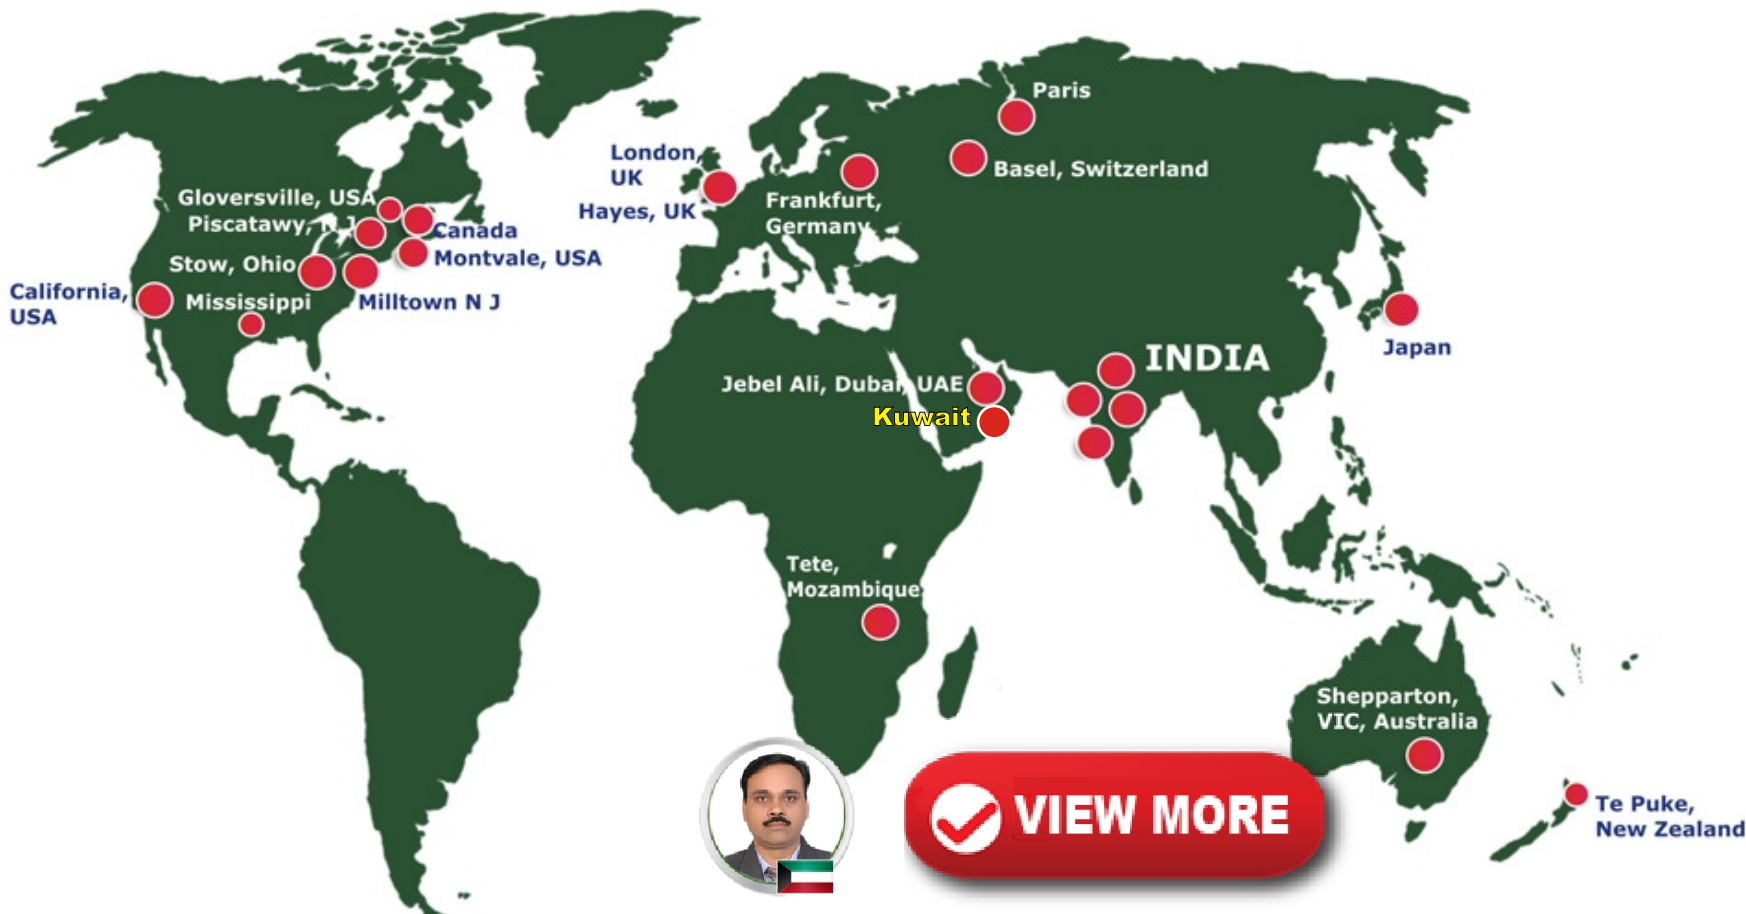 Paris
London,
UK
Basel, Switzerland
Gloversville, USA
Hayes, UK
Frankfurt,
Germany
Piscatawy, N J
Canada
Montvale, USA
Stow, Ohio
California,
USA
Mississippi
Milltown N J
Japan
INDIA
Jebel Ali, Dubai, UAE
Kuwait
Tete,
Mozambique
Shepparton,
VIC, Australia
VIEW MORE
Te Puke,
New Zealand